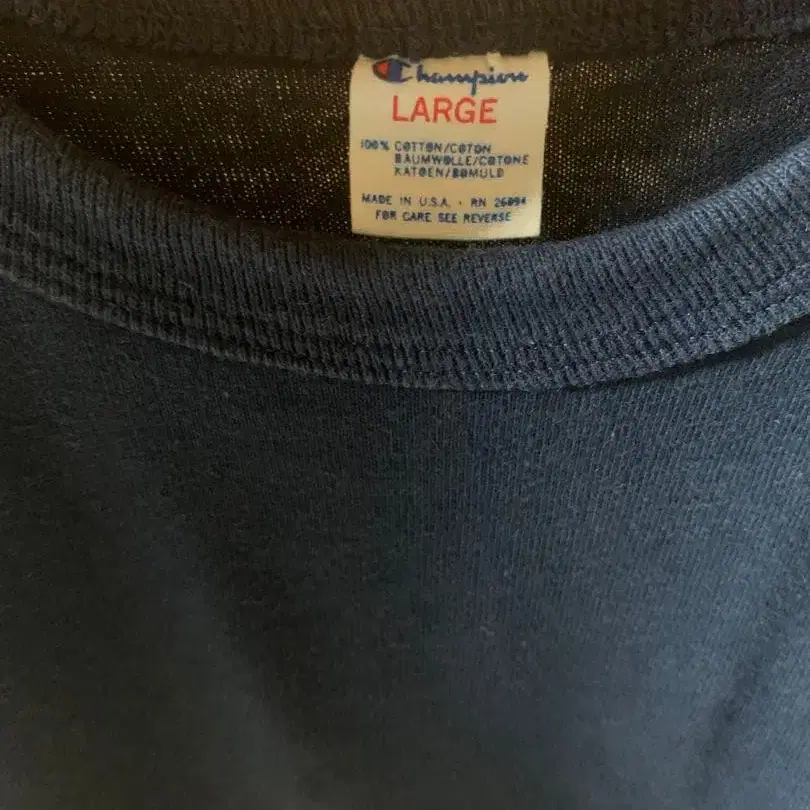 Champion
LARGE
100% COTTON/COTON
BAUMWOLLE/COTONE
KATOEN/BOMULD
MADE IN U.S.A. · RN 26094
FOR CARE SEE REVERSE